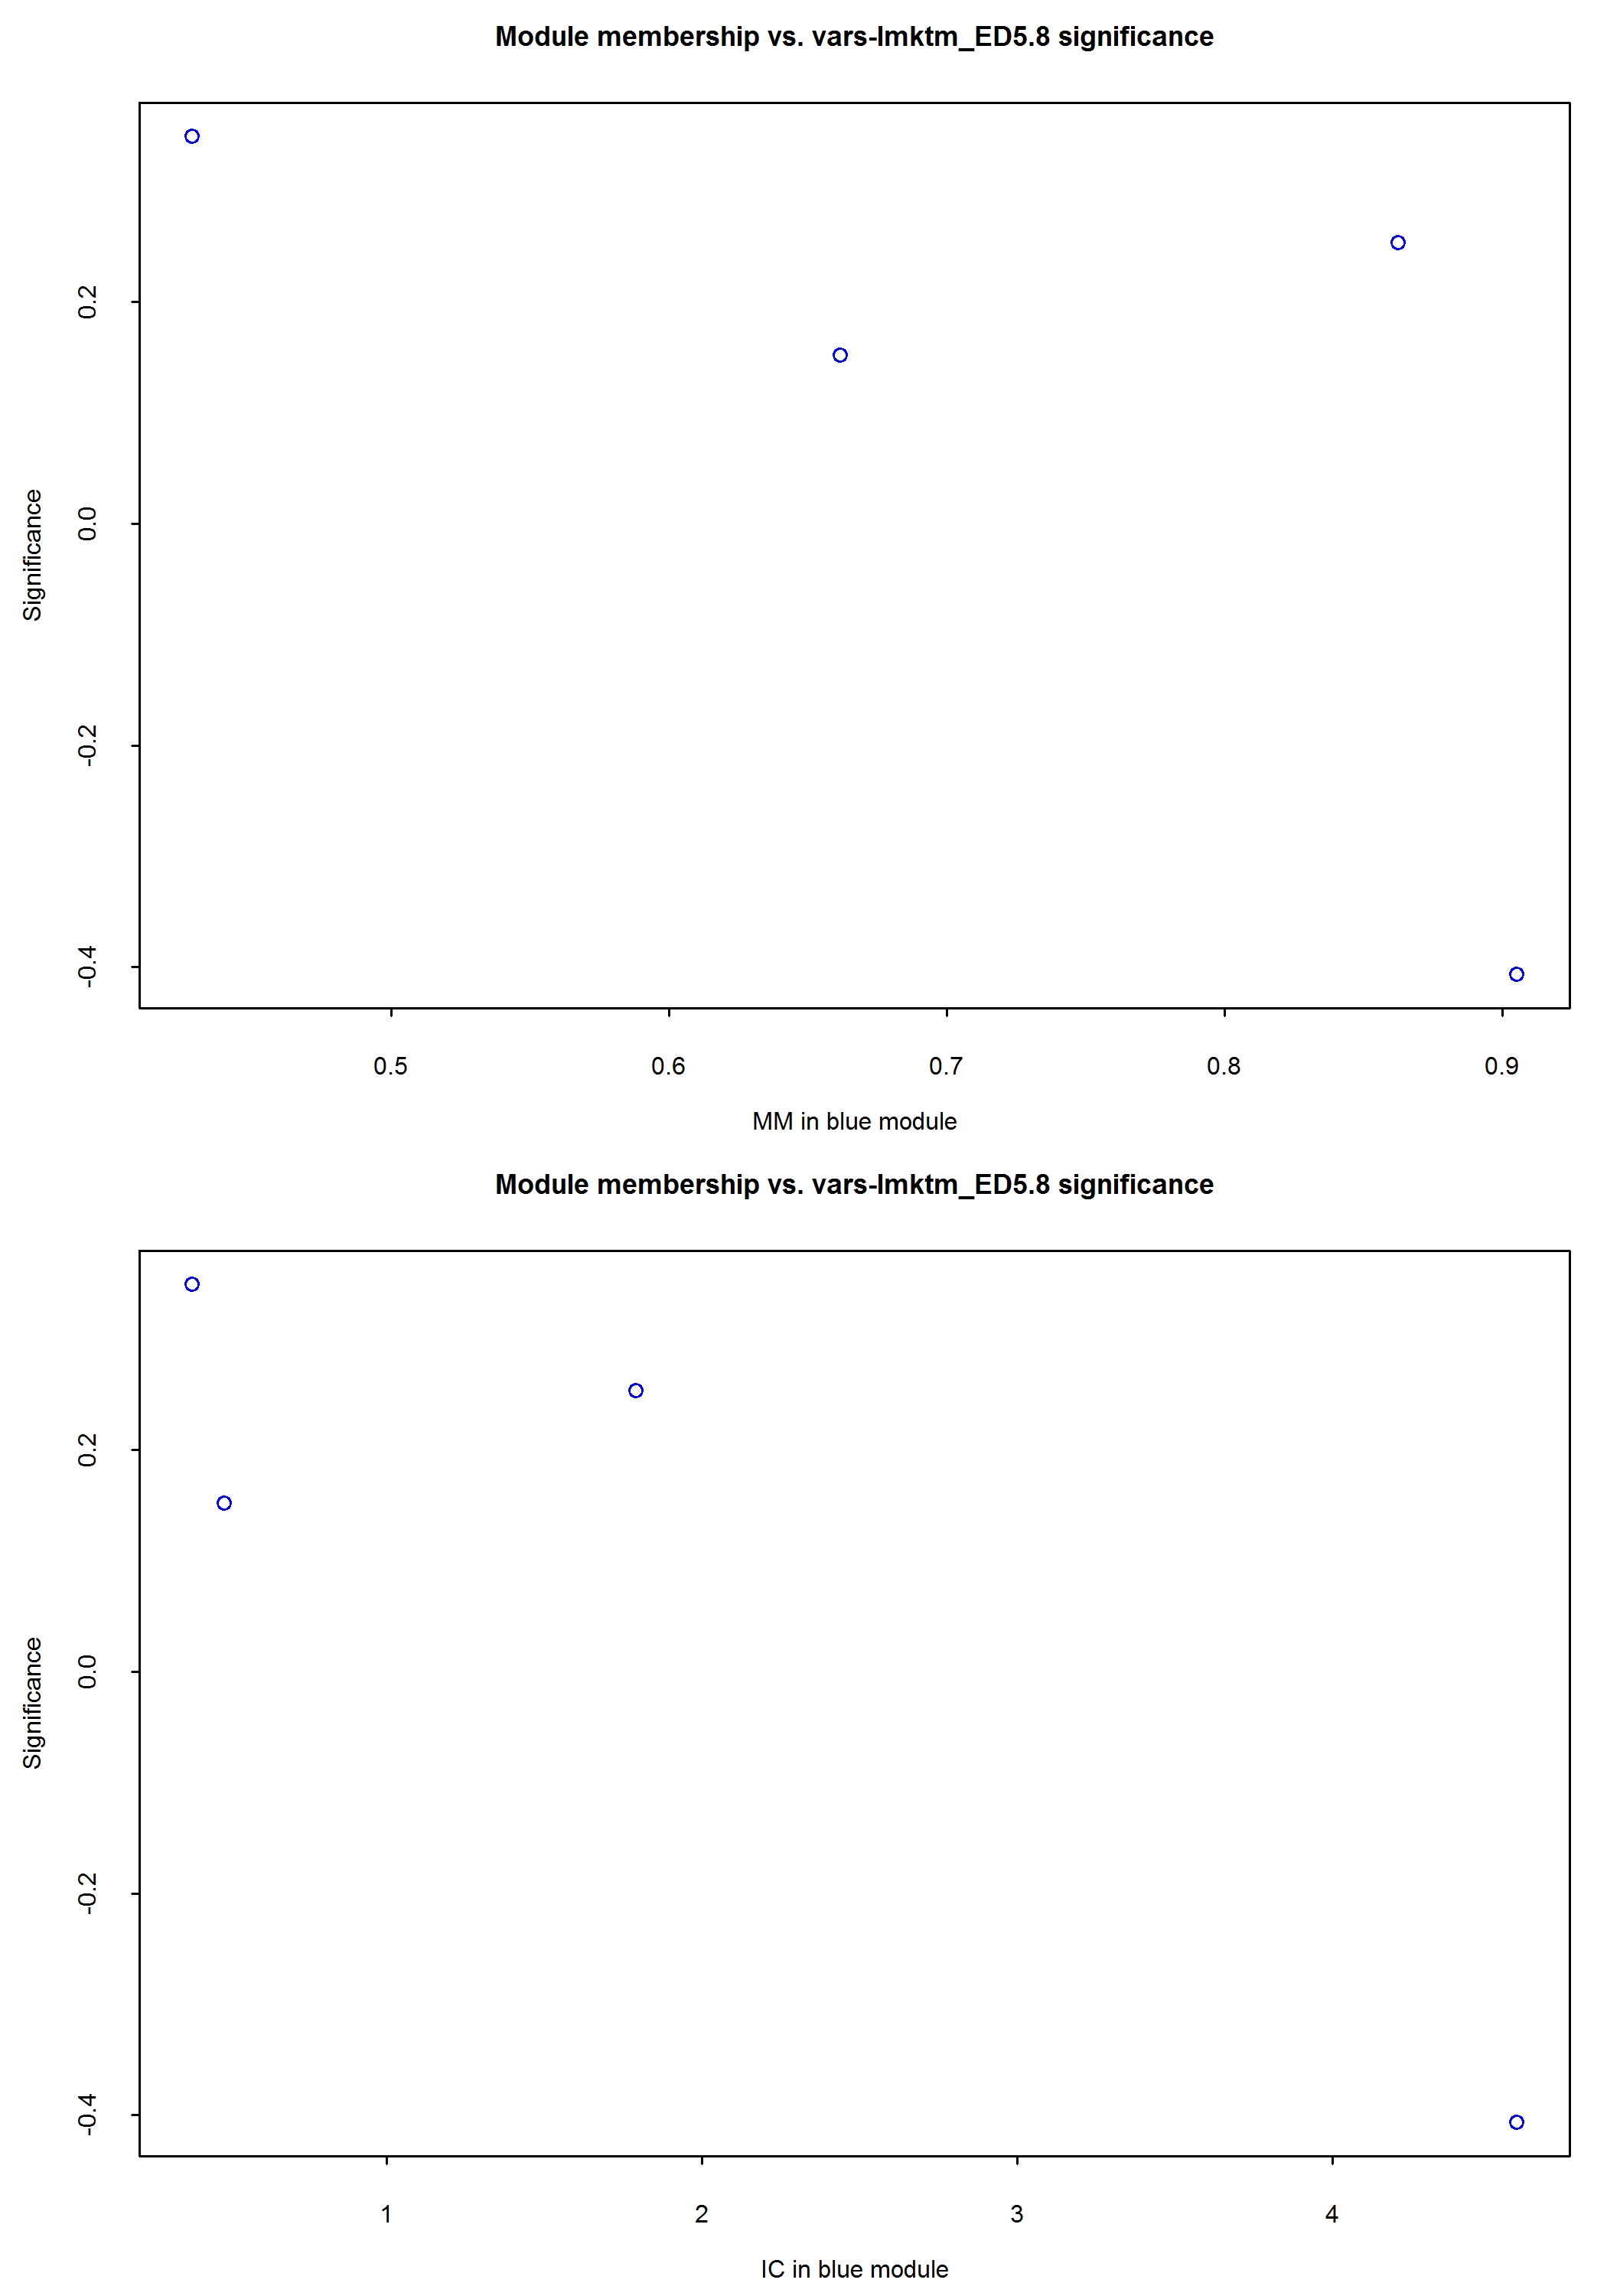 Module membership vs. vars-lmktm_ED5.8 significance
Significance
0.2
0.0
-0.2
-0.4
0.5 0.6 0.7 0.8 0.9
MM in blue module
Module membership vs. vars-lmktm_ED5.8 significance
Significance
0.2
0.0
-0.2
-0.4
1 2 3 4
IC in blue module